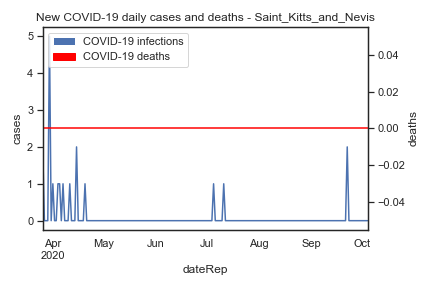 New COVID-19 daily cases and deaths - Saint_Kitts_and_Nevis
COVID-19 infections
COVID-19 deaths
cases
5
4
3
2
1
0
deaths
0.04
0.02
0.00
−0.02
−0.04
Apr
2020
May
Jun
Jul
Aug
Sep
Oct
dateRep